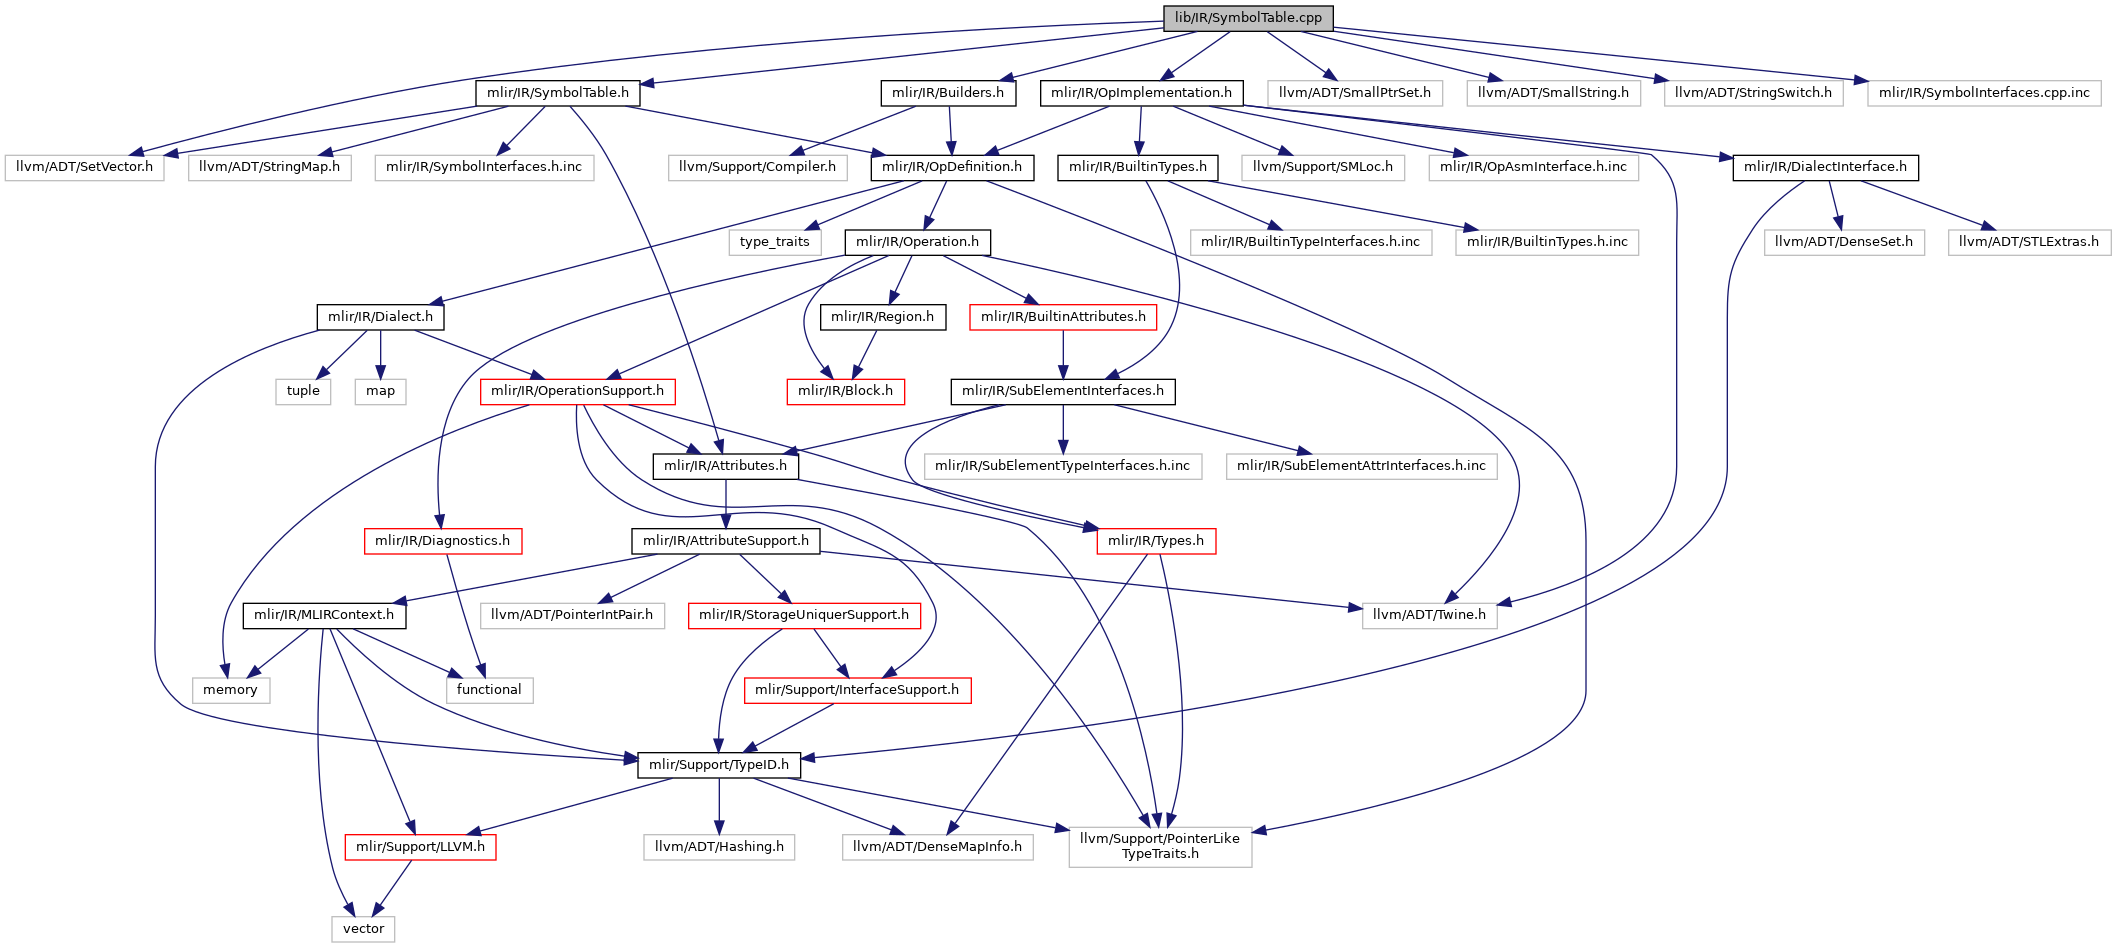 lib/IR/SymbolTable.cpp
mlir/IR/SymbolTable.h
mlir/IR/Builders.h
mlir/IR/OpImplementation.h
llvm/ADT/SmallPtrSet.h
llvm/ADT/SmallString.h
llvm/ADT/StringSwitch.h
mlir/IR/SymbolInterfaces.cpp.inc
llvm/ADT/SetVector.h
llvm/ADT/StringMap.h
mlir/IR/SymbolInterfaces.h.inc
llvm/Support/Compiler.h
mlir/IR/OpDefinition.h
mlir/IR/BuiltinTypes.h
llvm/Support/SMLoc.h
mlir/IR/OpAsmInterface.h.inc
mlir/IR/DialectInterface.h
type_traits
mlir/IR/Operation.h
mlir/IR/BuiltinTypeInterfaces.h.inc
mlir/IR/BuiltinTypes.h.inc
llvm/ADT/DenseSet.h
llvm/ADT/STLExtras.h
mlir/IR/Dialect.h
mlir/IR/Region.h
mlir/IR/BuiltinAttributes.h
tuple
map
mlir/IR/OperationSupport.h
mlir/IR/Block.h
mlir/IR/SubElementInterfaces.h
mlir/IR/Attributes.h
mlir/IR/SubElementTypeInterfaces.h.inc
mlir/IR/SubElementAttrInterfaces.h.inc
mlir/IR/Diagnostics.h
mlir/IR/AttributeSupport.h
mlir/IR/Types.h
mlir/IR/MLIRContext.h
llvm/ADT/PointerIntPair.h
mlir/IR/StorageUniquerSupport.h
llvm/ADT/Twine.h
memory
functional
mlir/Support/InterfaceSupport.h
mlir/Support/TypeID.h
mlir/Support/LLVM.h
llvm/ADT/Hashing.h
llvm/ADT/DenseMapInfo.h
llvm/Support/PointerLike
TypeTraits.h
vector